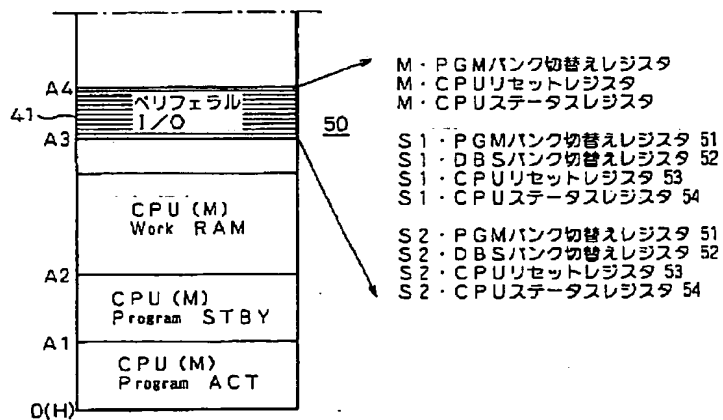 A4
41
ペリフェラル
I/O
A3
50
CPU (M)
Work RAM
A2
CPU (M)
Program STBY
A1
CPU (M)
Program ACT
0(H)
M・PGMバンク切替えレジスタ
M・CPUリセットレジスタ
M・CPUステータスレジスタ
S1・PGMバンク切替えレジスタ 51
S1・DBSバンク切替えレジスタ 52
S1・CPUリセットレジスタ 53
S1・CPUステータスレジスタ 54
S2・PGMバンク切替えレジスタ 51
S2・DBSバンク切替えレジスタ 52
S2・CPUリセットレジスタ 53
S2・CPUステータスレジスタ 54